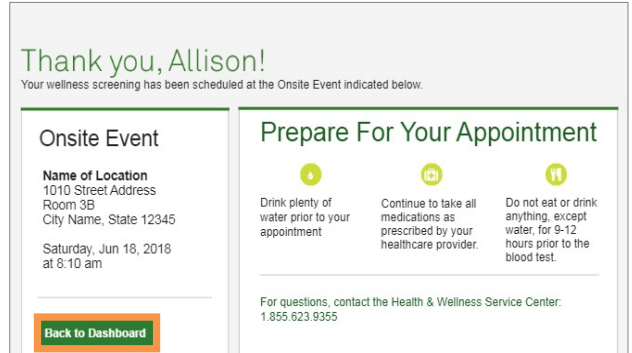 Thank you, Allison!
Your wellness screening has been scheduled at the Onsite Event indicated below.
Onsite Event
Name of Location
1010 Street Address
Room 3B
City Name, State 12345
Saturday, Jun 18, 2018
at 8:10 am
Back to Dashboard
Prepare For Your Appointment
Drink plenty of
water prior to your
appointment
Continue to take all
medications as
prescribed by your
healthcare provider.
Do not eat or drink
anything, except
water, for 9-12
hours prior to the
blood test.
For questions, contact the Health & Wellness Service Center:
1.855.623.9355